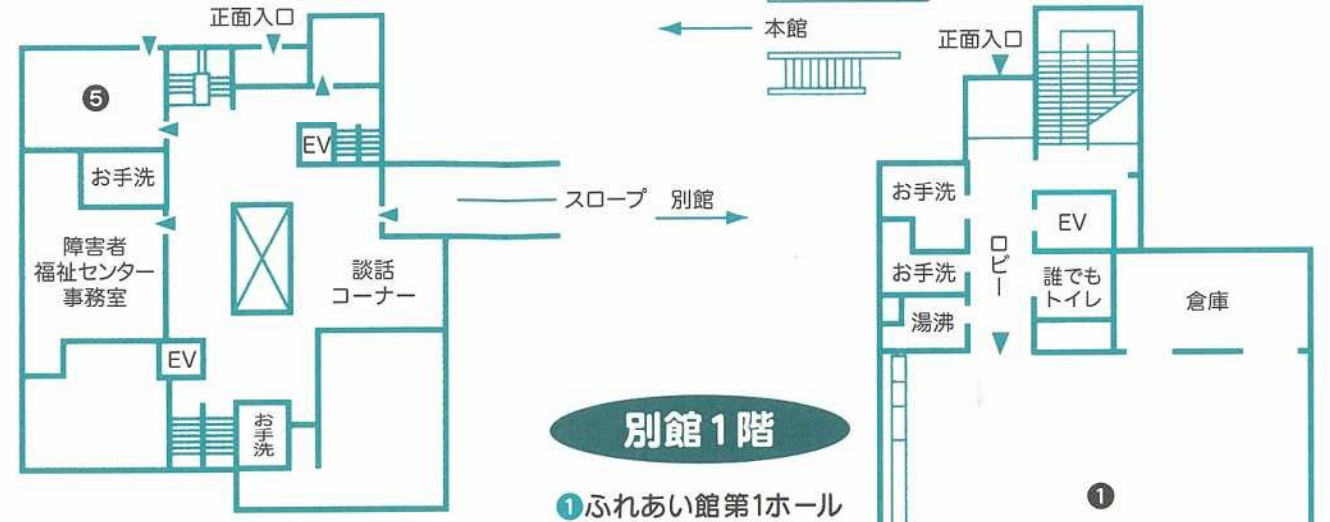 正面入口
❺
EV
お手洗
障害者
福祉センター
事務室
談話
コーナー
EV
お手洗
本館
スロープ 別館
別館1階
❶ふれあい館第1ホール
正面入口
お手洗
EV
ロビー
お手洗
誰でも
トイレ
倉庫
湯沸
❶